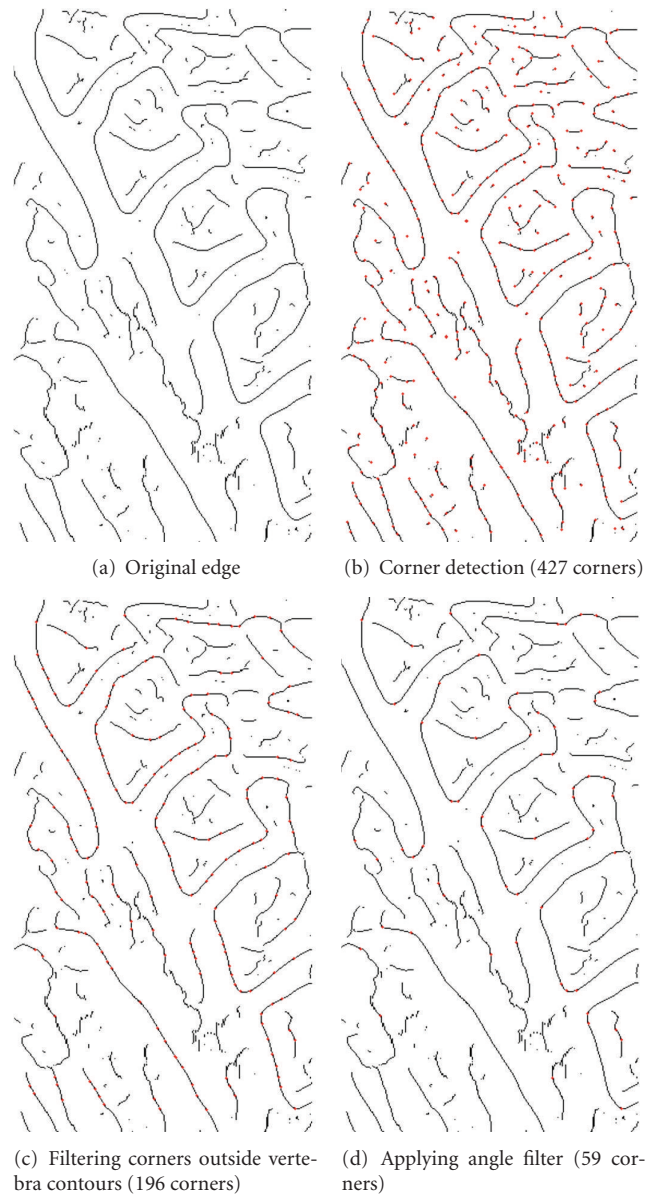 (a) Original edge
(b) Corner detection (427 corners)
(c) Filtering corners outside verte-
bra contours (196 corners)
(d) Applying angle filter (59 cor-
ners)